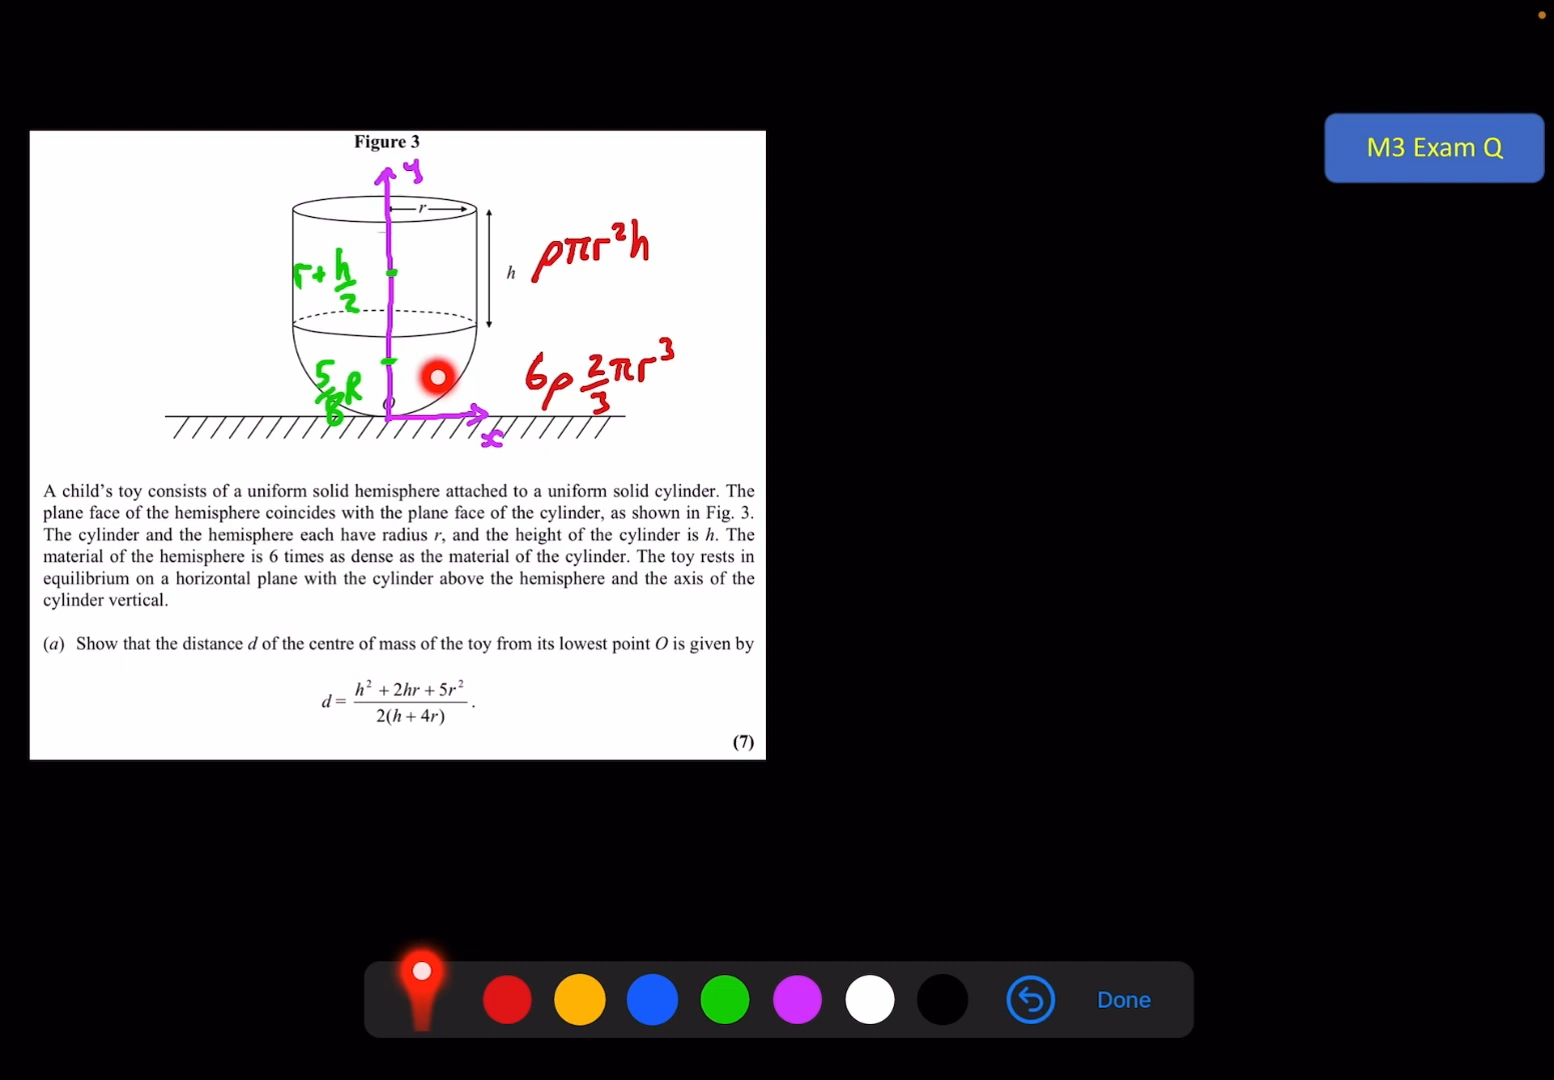 Figure 3
M3 Exam Q
y
r
r + h/2
h
ρπr²h
5/8 R
6ρ 2/3 πr³
O
x
A child's toy consists of a uniform solid hemisphere attached to a uniform solid cylinder. The
plane face of the hemisphere coincides with the plane face of the cylinder, as shown in Fig. 3.
The cylinder and the hemisphere each have radius r, and the height of the cylinder is h. The
material of the hemisphere is 6 times as dense as the material of the cylinder. The toy rests in
equilibrium on a horizontal plane with the cylinder above the hemisphere and the axis of the
cylinder vertical.
(a) Show that the distance d of the centre of mass of the toy from its lowest point O is given by
d = (h² + 2hr + 5r²) / 2(h + 4r) .
(7)
Done